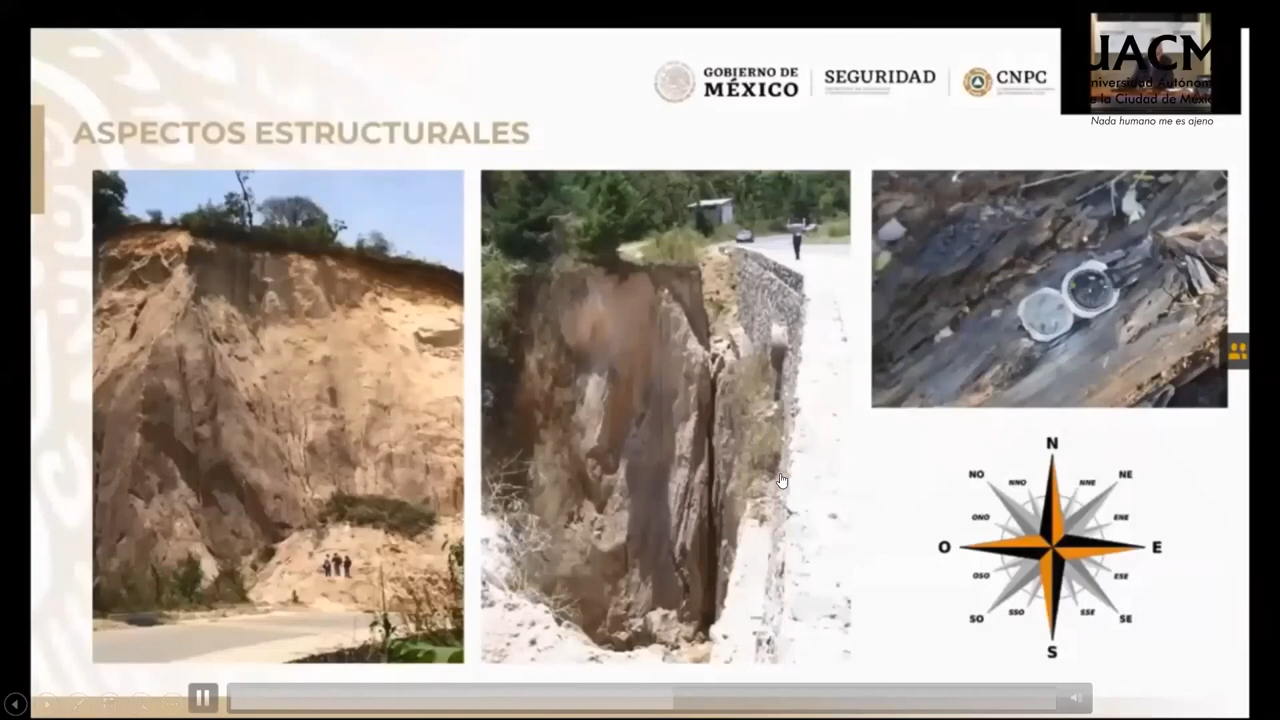 GOBIERNO DE
MÉXICO
SEGURIDAD
CNPC
UACM
Universidad Autónoma
de la Ciudad de México
Nada humano me es ajeno
ASPECTOS ESTRUCTURALES
N
NO
NNO
NNE
NE
ONO
ENE
O
E
OSO
ESE
SO
SSO
SSE
SE
S